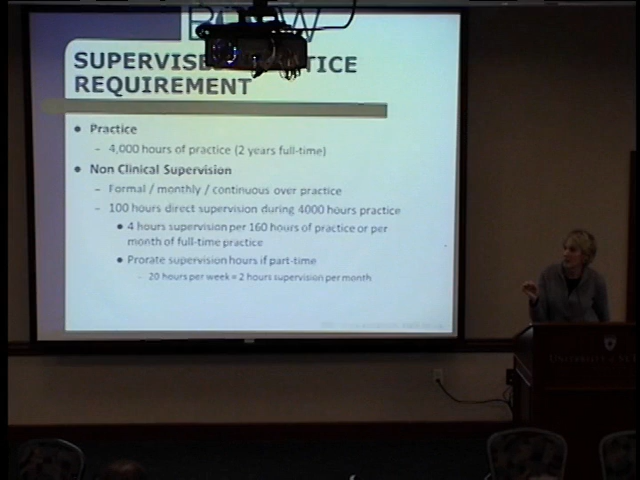 SUPERVISED PRACTICE
REQUIREMENT
• Practice
– 4,000 hours of practice (2 years full-time)
• Non Clinical Supervision
– Formal / monthly / continuous over practice
– 100 hours direct supervision during 4000 hours practice
• 4 hours supervision per 160 hours of practice or per
month of full-time practice
• Prorate supervision hours if part-time
– 20 hours per week = 2 hours supervision per month
UNIVERSITY